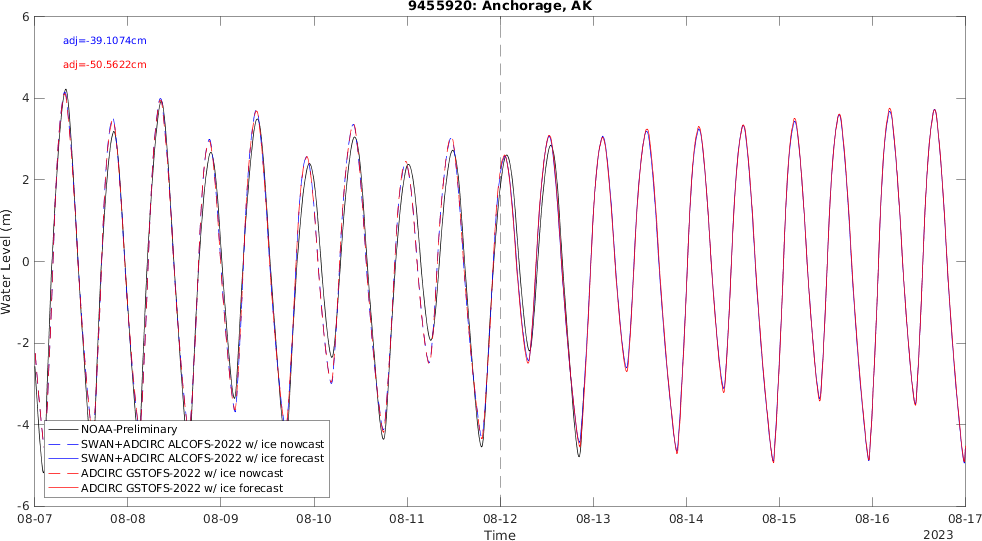 9455920: Anchorage, AK
adj=-39.1074cm
adj=-50.5622cm
Water Level (m)
6
4
2
0
-2
-4
-6
NOAA-Preliminary
SWAN+ADCIRC ALCOFS-2022 w/ ice nowcast
SWAN+ADCIRC ALCOFS-2022 w/ ice forecast
ADCIRC GSTOFS-2022 w/ ice nowcast
ADCIRC GSTOFS-2022 w/ ice forecast
08-07 08-08 08-09 08-10 08-11 08-12 08-13 08-14 08-15 08-16 08-17
Time
2023